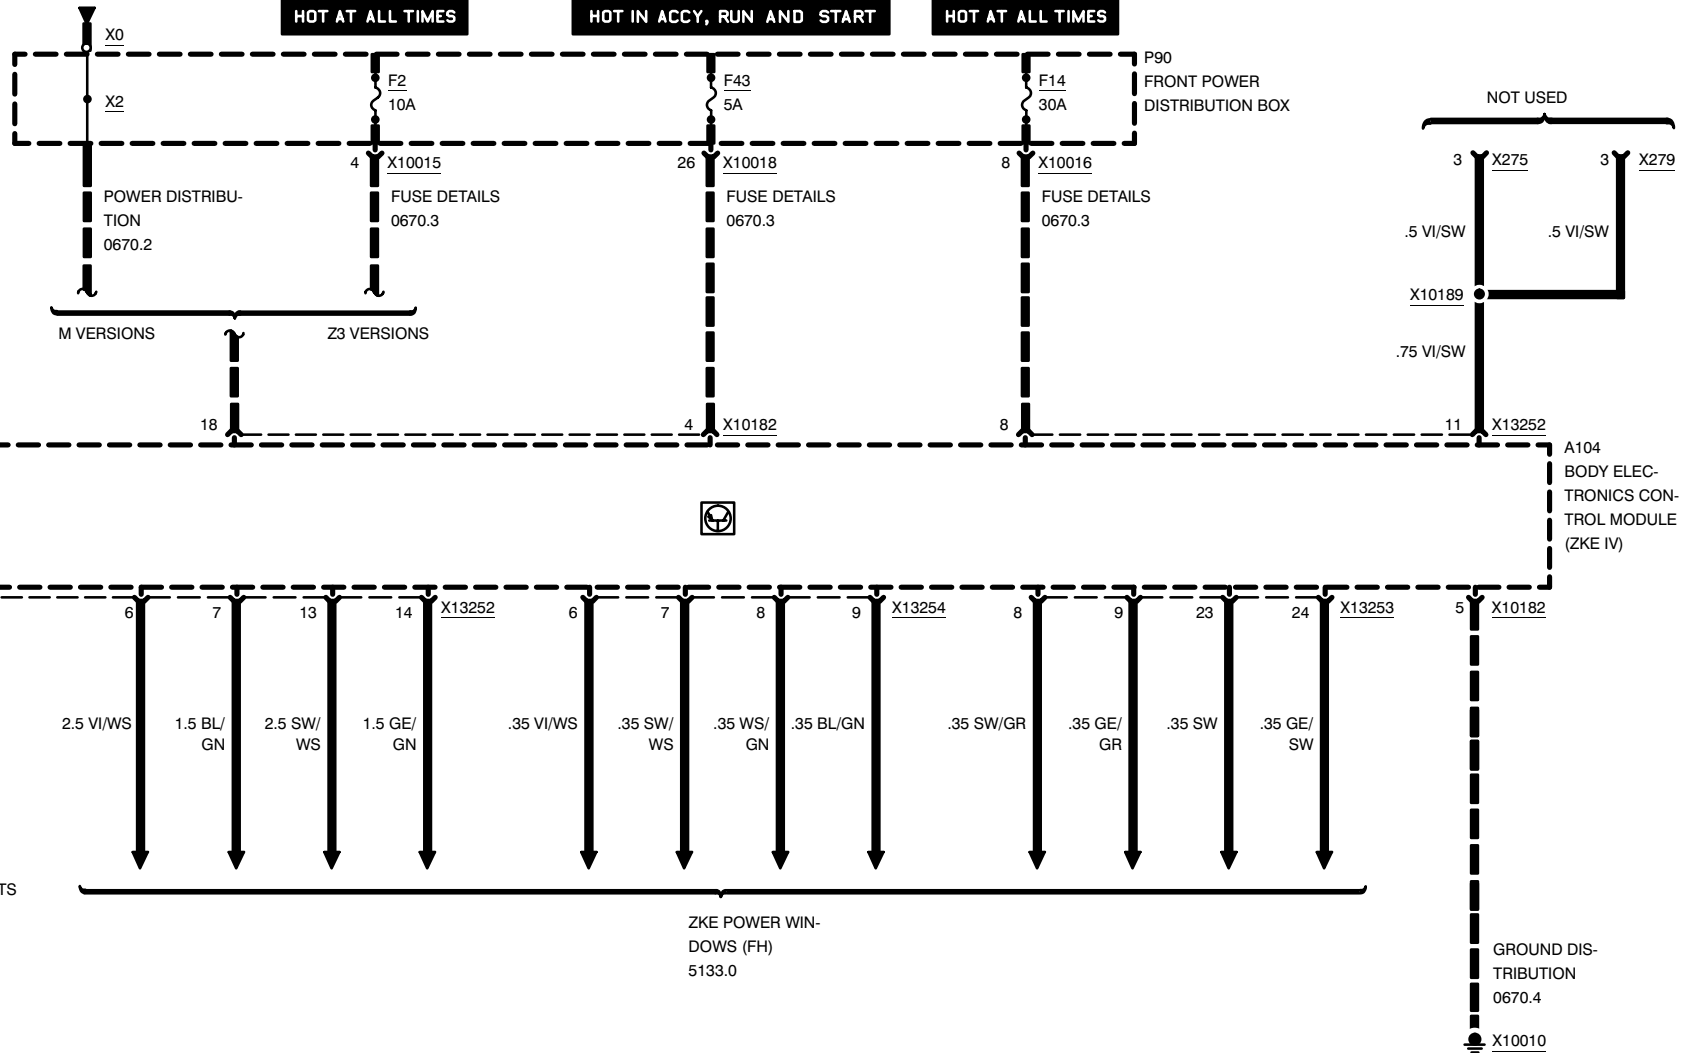 HOT AT ALL TIMES
HOT IN ACCY, RUN AND START
HOT AT ALL TIMES
X0
X2
F2
10A
F43
5A
F14
30A
P90
FRONT POWER
DISTRIBUTION BOX
NOT USED
4 X10015
26 X10018
8 X10016
3 X275
3 X279
POWER DISTRIBU-
TION
0670.2
FUSE DETAILS
0670.3
FUSE DETAILS
0670.3
FUSE DETAILS
0670.3
.5 VI/SW
.5 VI/SW
X10189
M VERSIONS
Z3 VERSIONS
.75 VI/SW
18
4 X10182
8
11 X13252
A104
BODY ELEC-
TRONICS CON-
TROL MODULE
(ZKE IV)
6
7
13
14 X13252
6
7
8
9 X13254
8
9
23
24 X13253
5 X10182
2.5 VI/WS
1.5 BL/
GN
2.5 SW/
WS
1.5 GE/
GN
.35 VI/WS
.35 SW/
WS
.35 WS/
GN
.35 BL/GN
.35 SW/GR
.35 GE/
GR
.35 SW
.35 GE/
SW
TS
ZKE POWER WIN-
DOWS (FH)
5133.0
GROUND DIS-
TRIBUTION
0670.4
X10010